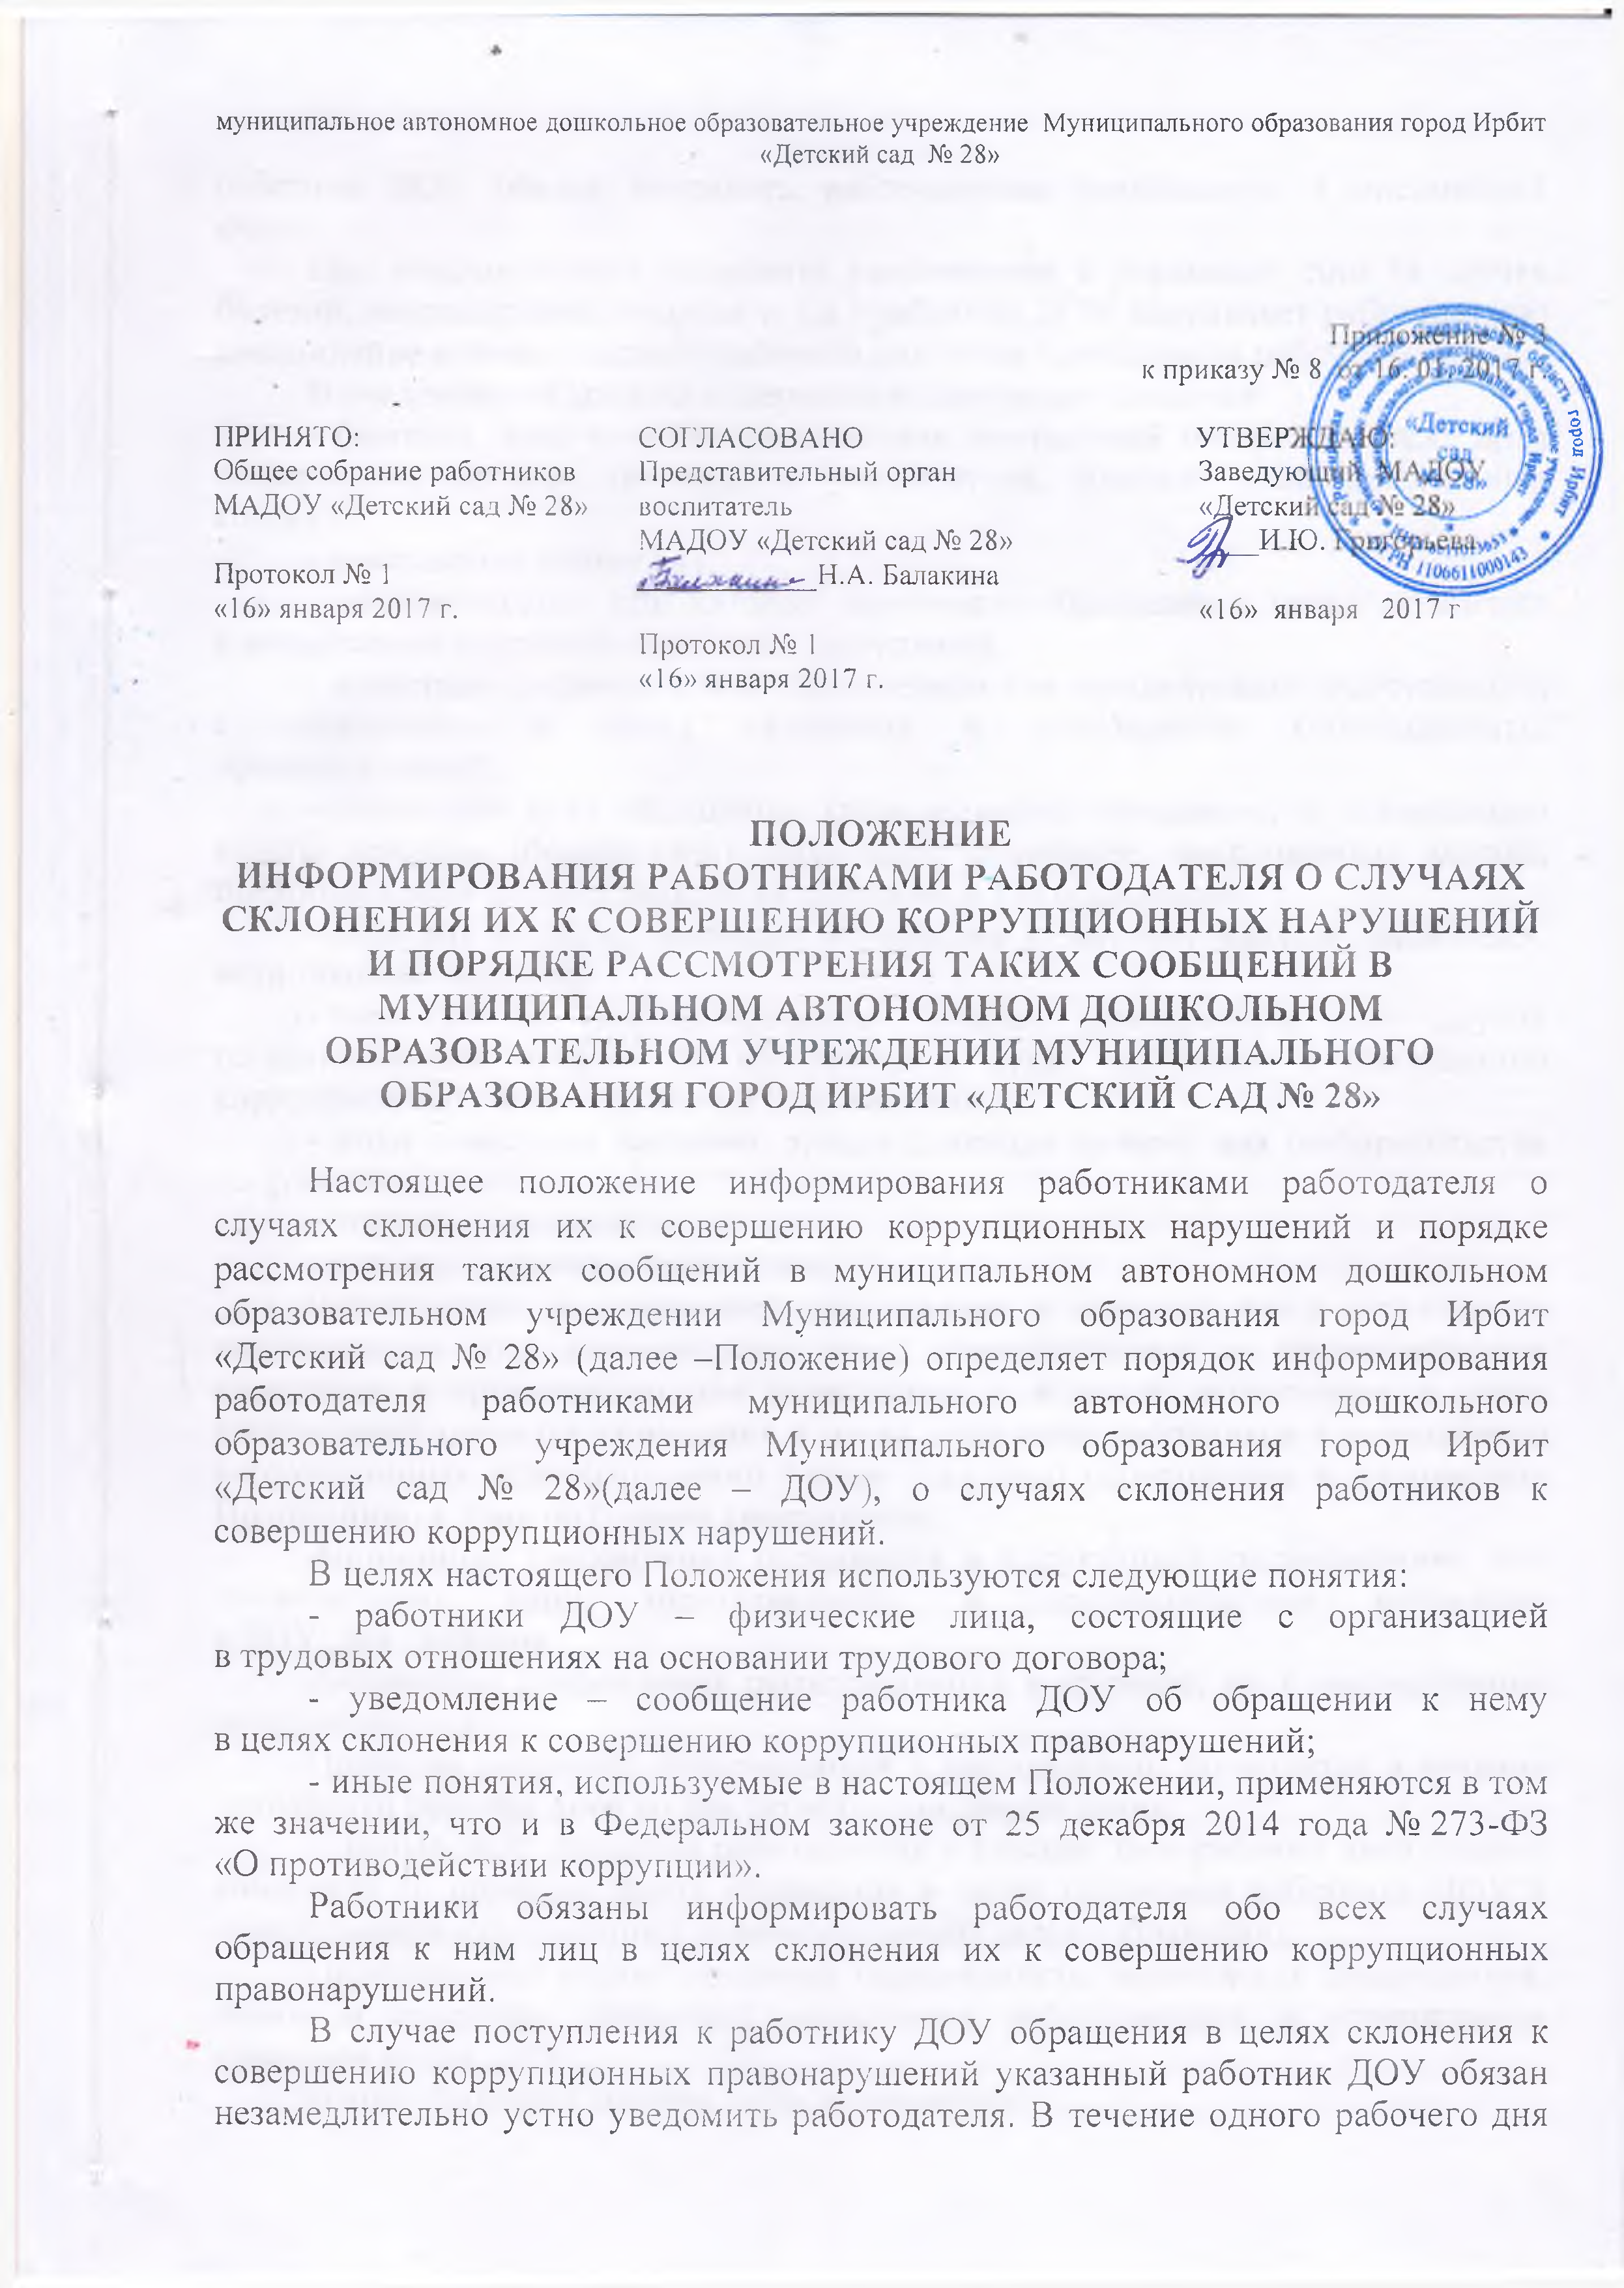 муниципальное автономное дошкольное образовательное учреждение Муниципального образования город Ирбит
«Детский сад № 28»
Приложение № 3
к приказу № 8 от 16. 01. 2017 г.
ПРИНЯТО:
Общее собрание работников
МАДОУ «Детский сад № 28»
Протокол № 1
«16» января 2017 г.
СОГЛАСОВАНО
Представительный орган
воспитатель
МАДОУ «Детский сад № 28»
Балакина Н.А. Балакина
Протокол № 1
«16» января 2017 г.
УТВЕРЖДАЮ:
Заведующий МАДОУ
«Детский сад № 28»
И.Ю. Григорьева
«16» января 2017 г
«Детский
сад
№ 28»
область город Ирбит
1106611000143
ПОЛОЖЕНИЕ
ИНФОРМИРОВАНИЯ РАБОТНИКАМИ РАБОТОДАТЕЛЯ О СЛУЧАЯХ
СКЛОНЕНИЯ ИХ К СОВЕРШЕНИЮ КОРРУПЦИОННЫХ НАРУШЕНИЙ
И ПОРЯДКЕ РАССМОТРЕНИЯ ТАКИХ СООБЩЕНИЙ В
МУНИЦИПАЛЬНОМ АВТОНОМНОМ ДОШКОЛЬНОМ
ОБРАЗОВАТЕЛЬНОМ УЧРЕЖДЕНИИ МУНИЦИПАЛЬНОГО
ОБРАЗОВАНИЯ ГОРОД ИРБИТ «ДЕТСКИЙ САД № 28»
Настоящее положение информирования работниками работодателя о
случаях склонения их к совершению коррупционных нарушений и порядке
рассмотрения таких сообщений в муниципальном автономном дошкольном
образовательном учреждении Муниципального образования город Ирбит
«Детский сад № 28» (далее –Положение) определяет порядок информирования
работодателя работниками муниципального автономного дошкольного
образовательного учреждения Муниципального образования город Ирбит
«Детский сад № 28»(далее – ДОУ), о случаях склонения работников к
совершению коррупционных нарушений.
В целях настоящего Положения используются следующие понятия:
- работники ДОУ – физические лица, состоящие с организацией
в трудовых отношениях на основании трудового договора;
- уведомление – сообщение работника ДОУ об обращении к нему
в целях склонения к совершению коррупционных правонарушений;
- иные понятия, используемые в настоящем Положении, применяются в том
же значении, что и в Федеральном законе от 25 декабря 2014 года № 273-ФЗ
«О противодействии коррупции».
Работники обязаны информировать работодателя обо всех случаях
обращения к ним лиц в целях склонения их к совершению коррупционных
правонарушений.
В случае поступления к работнику ДОУ обращения в целях склонения к
совершению коррупционных правонарушений указанный работник ДОУ обязан
незамедлительно устно уведомить работодателя. В течение одного рабочего дня